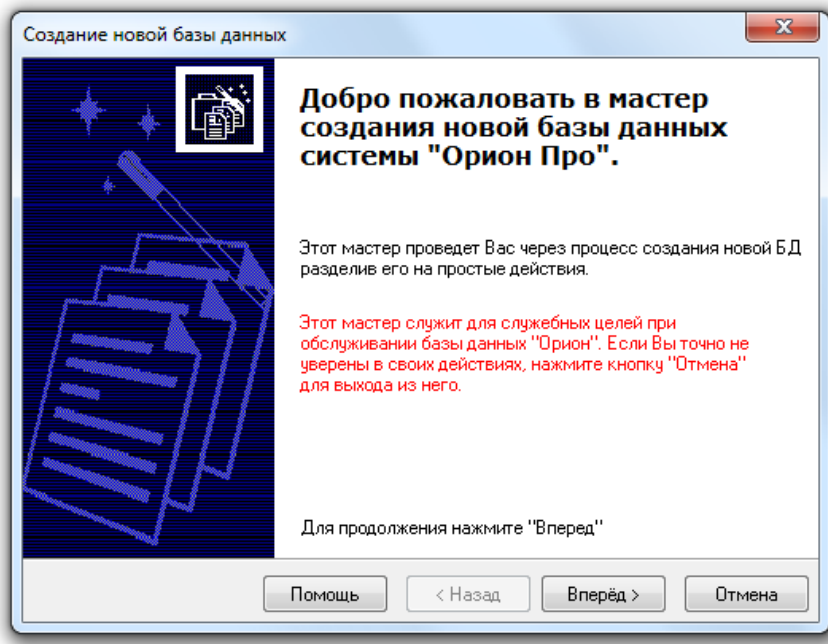 Создание новой базы данных
Добро пожаловать в мастер
создания новой базы данных
системы "Орион Про".
Этот мастер проведет Вас через процесс создания новой БД
разделив его на простые действия.
Этот мастер служит для служебных целей при
обслуживании базы данных "Орион". Если Вы точно не
уверены в своих действиях, нажмите кнопку "Отмена"
для выхода из него.
Для продолжения нажмите "Вперед"
Помощь
< Назад
Вперёд >
Отмена